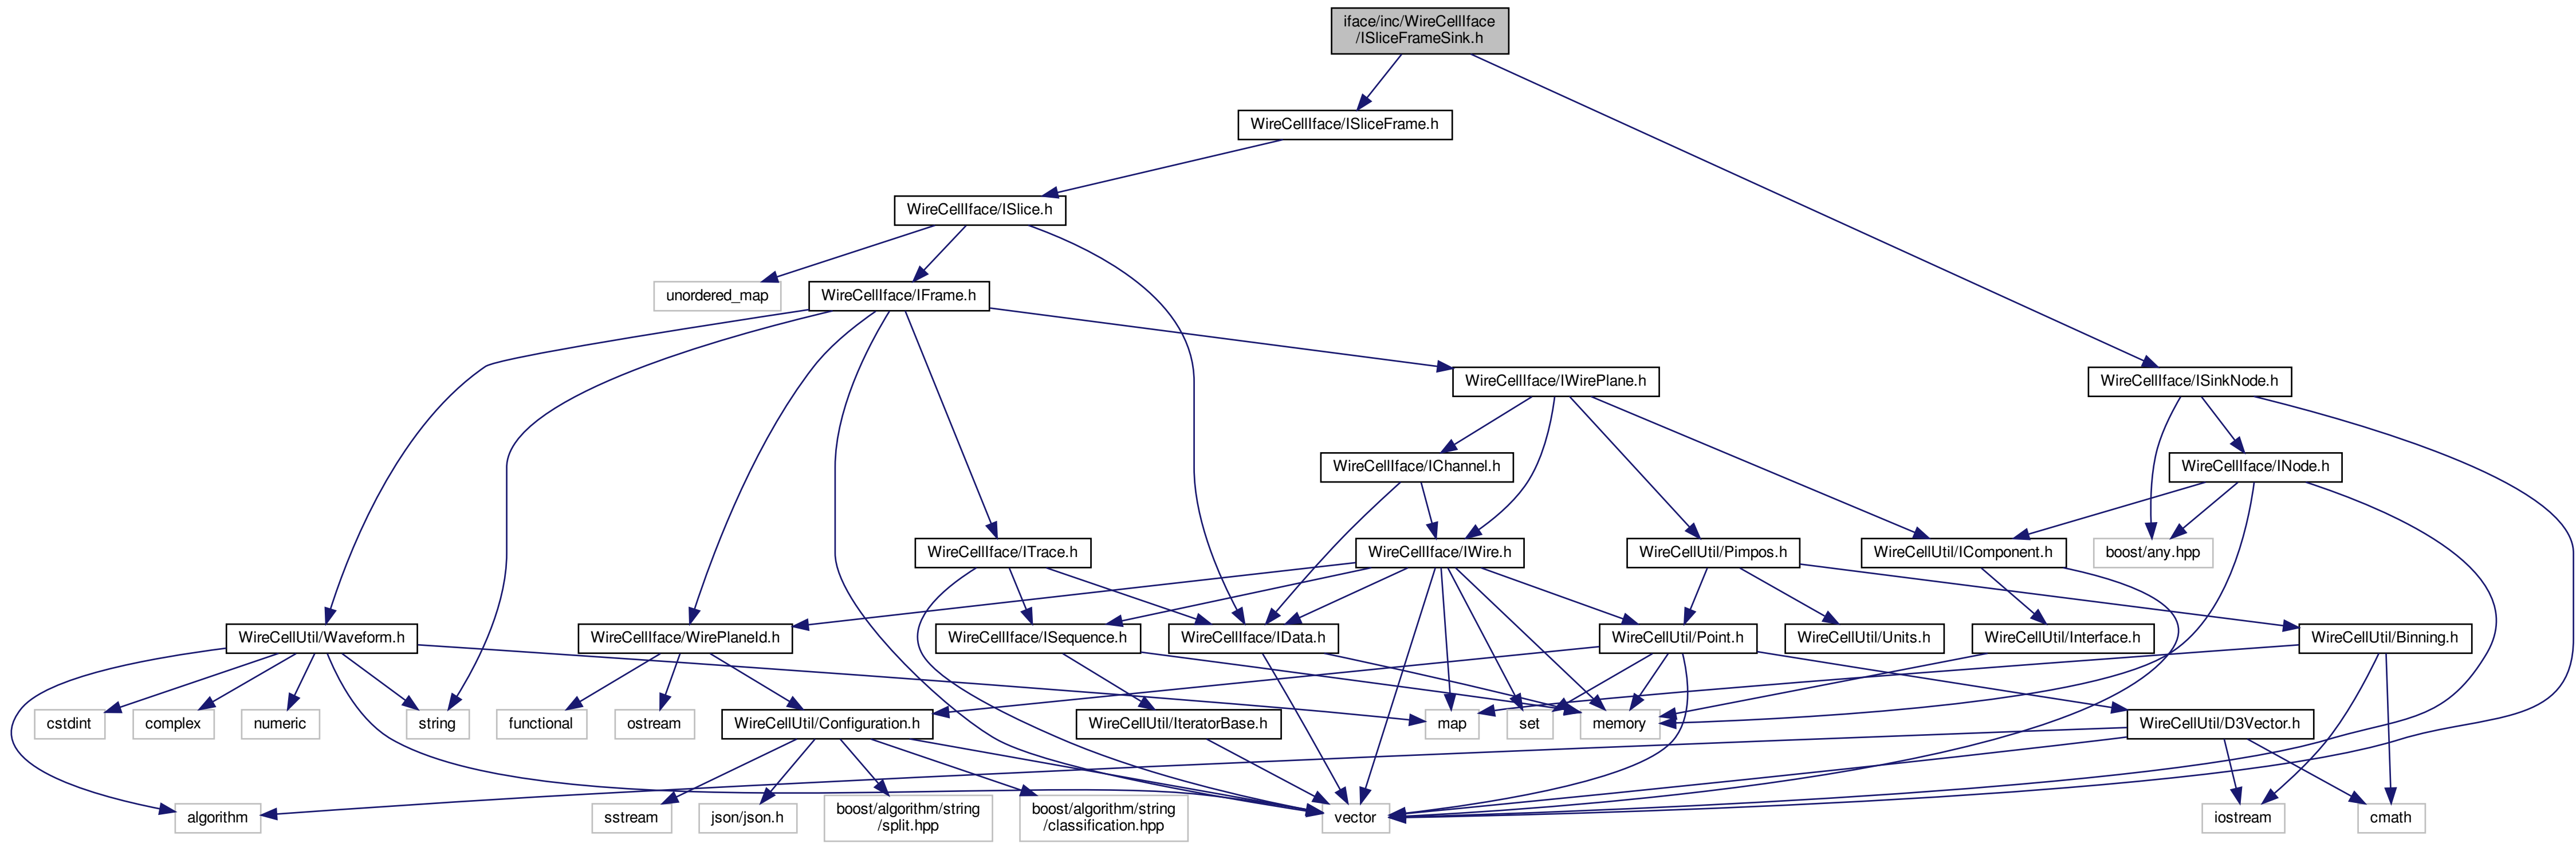 iface/inc/WireCellIface
/ISliceFrameSink.h
WireCellIface/ISliceFrame.h
WireCellIface/ISlice.h
unordered_map
WireCellIface/IFrame.h
WireCellIface/IWirePlane.h
WireCellIface/ISinkNode.h
WireCellIface/IChannel.h
WireCellIface/INode.h
WireCellIface/ITrace.h
WireCellIface/IWire.h
WireCellUtil/Pimpos.h
WireCellUtil/IComponent.h
boost/any.hpp
WireCellUtil/Waveform.h
WireCellIface/WirePlaneId.h
WireCellIface/ISequence.h
WireCellIface/IData.h
WireCellUtil/Point.h
WireCellUtil/Units.h
WireCellUtil/Interface.h
WireCellUtil/Binning.h
cstdint
complex
numeric
string
functional
ostream
WireCellUtil/Configuration.h
WireCellUtil/IteratorBase.h
map
set
memory
WireCellUtil/D3Vector.h
algorithm
sstream
json/json.h
boost/algorithm/string
/split.hpp
boost/algorithm/string
/classification.hpp
vector
iostream
cmath